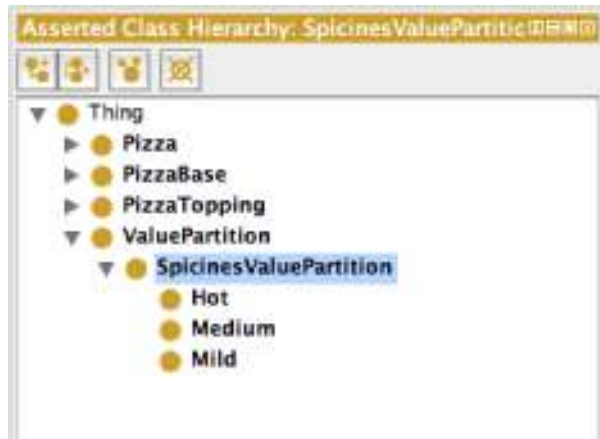 Asserted Class Hierarchy: SpicinesValuePartitic
Thing
Pizza
PizzaBase
PizzaTopping
ValuePartition
SpicinesValuePartition
Hot
Medium
Mild